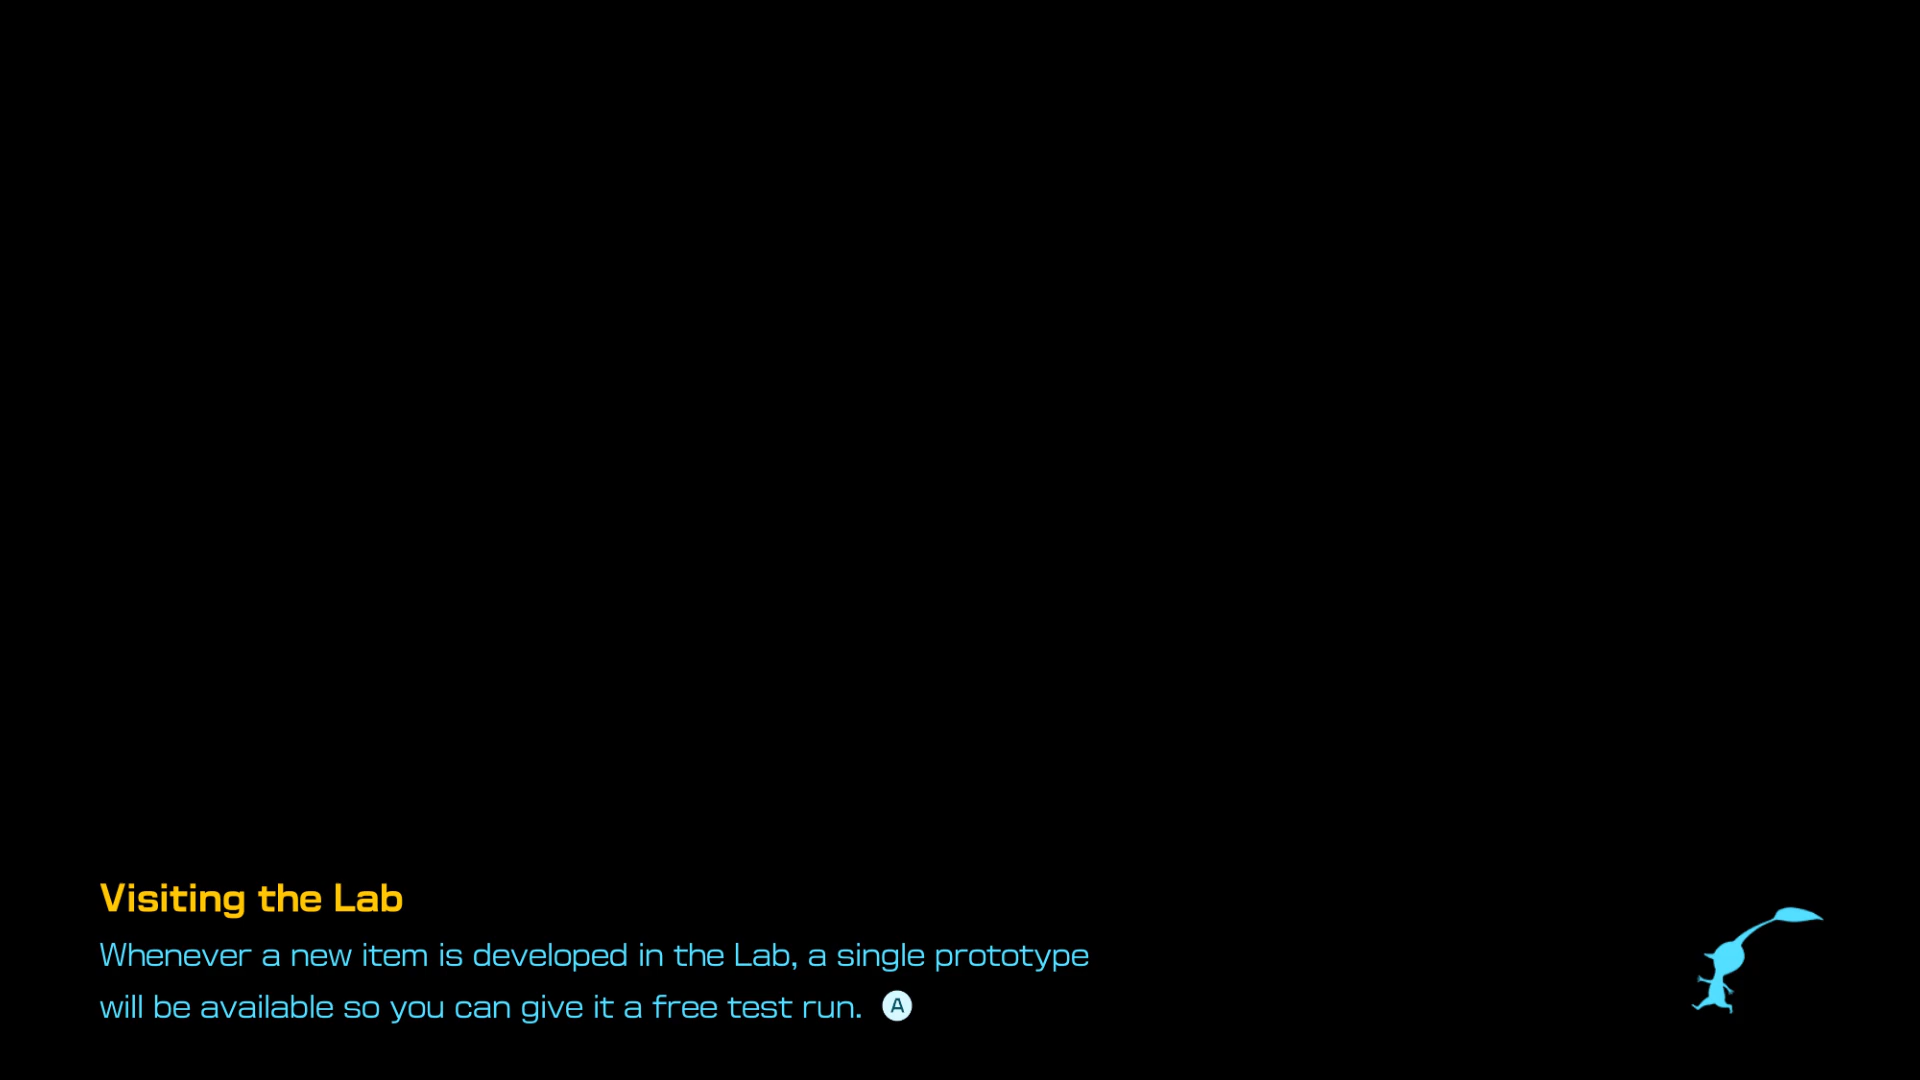 Visiting the Lab
Whenever a new item is developed in the Lab, a single prototype
will be available so you can give it a free test run. A